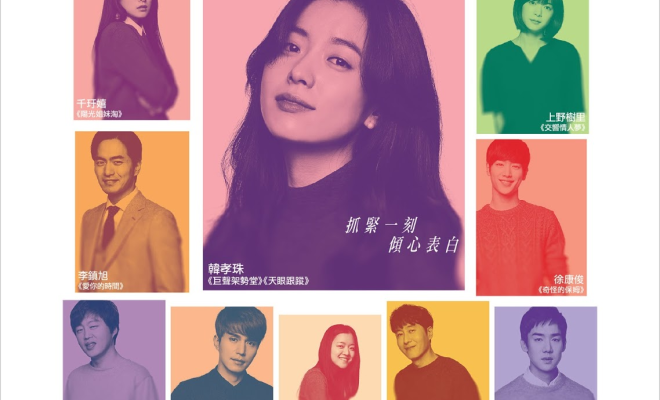 千玗嬉
《陽光姐妹淘》
上野樹里
《交響情人夢》
抓緊一刻
傾心表白
韓孝珠
《巨聲架勢堂》《天眼跟蹤》
李鎮旭
《愛你的時間》
徐康俊
《奇怪的保姆》